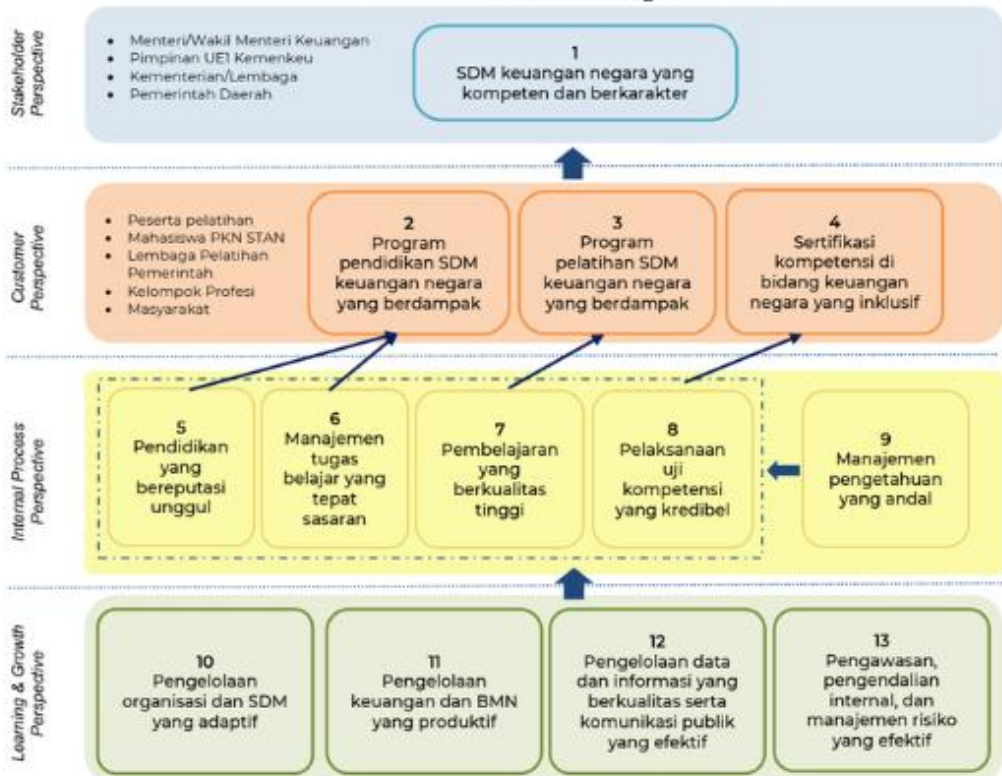 Stakeholder
Perspective
• Menteri/Wakil Menteri Keuangan
• Pimpinan UE1 Kemenkeu
• Kementerian/Lembaga
• Pemerintah Daerah
1
SDM keuangan negara yang
kompeten dan berkarakter
Customer
Perspective
• Peserta pelatihan
• Mahasiswa PKN STAN
• Lembaga Pelatihan
Pemerintah
• Kelompok Profesi
• Masyarakat
2
Program
pendidikan SDM
keuangan negara
yang berdampak
3
Program
pelatihan SDM
keuangan negara
yang berdampak
4
Sertifikasi
kompetensi di
bidang keuangan
negara yang inklusif
Internal Process
Perspective
5
Pendidikan
yang
bereputasi
unggul
6
Manajemen
tugas
belajar yang
tepat
sasaran
7
Pembelajaran
yang
berkualitas
tinggi
8
Pelaksanaan
uji
kompetensi
yang kredibel
9
Manajemen
pengetahuan
yang andal
Learning & Growth
Perspective
10
Pengelolaan
organisasi dan SDM
yang adaptif
11
Pengelolaan
keuangan dan BMN
yang produktif
12
Pengelolaan data
dan informasi yang
berkualitas serta
komunikasi publik
yang efektif
13
Pengawasan,
pengendalian
internal, dan
manajemen risiko
yang efektif